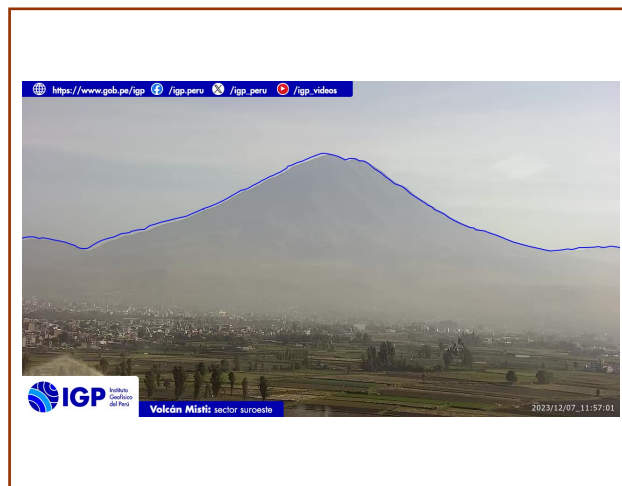 https://www.gob.pe/igp /igp.peru /igp_peru /igp_videos
IGP Instituto
Geofísico
del Perú
Volcán Misti: sector suroeste
2023/12/07_11:57:01